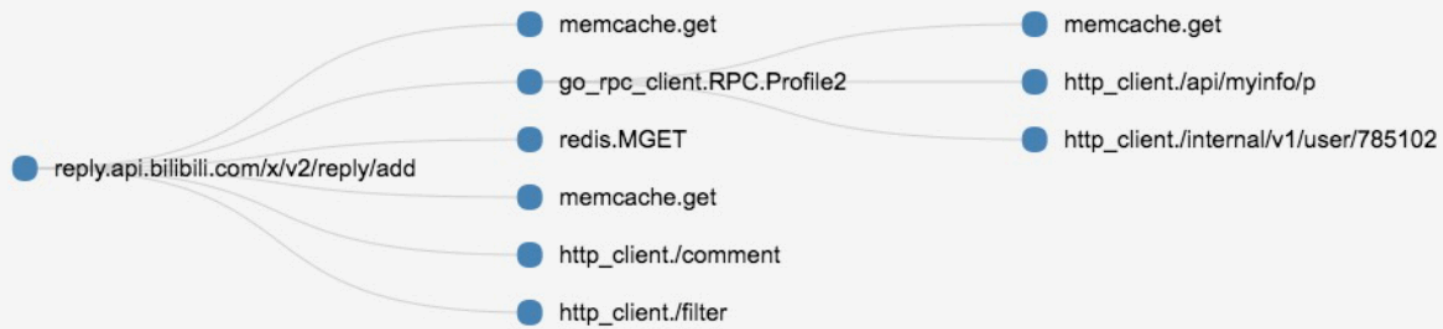 memcache.get
memcache.get
go_rpc_client.RPC.Profile2
http_client./api/myinfo/p
redis.MGET
http_client./internal/v1/user/785102
reply.api.bilibili.com/x/v2/reply/add
memcache.get
http_client./comment
http_client./filter